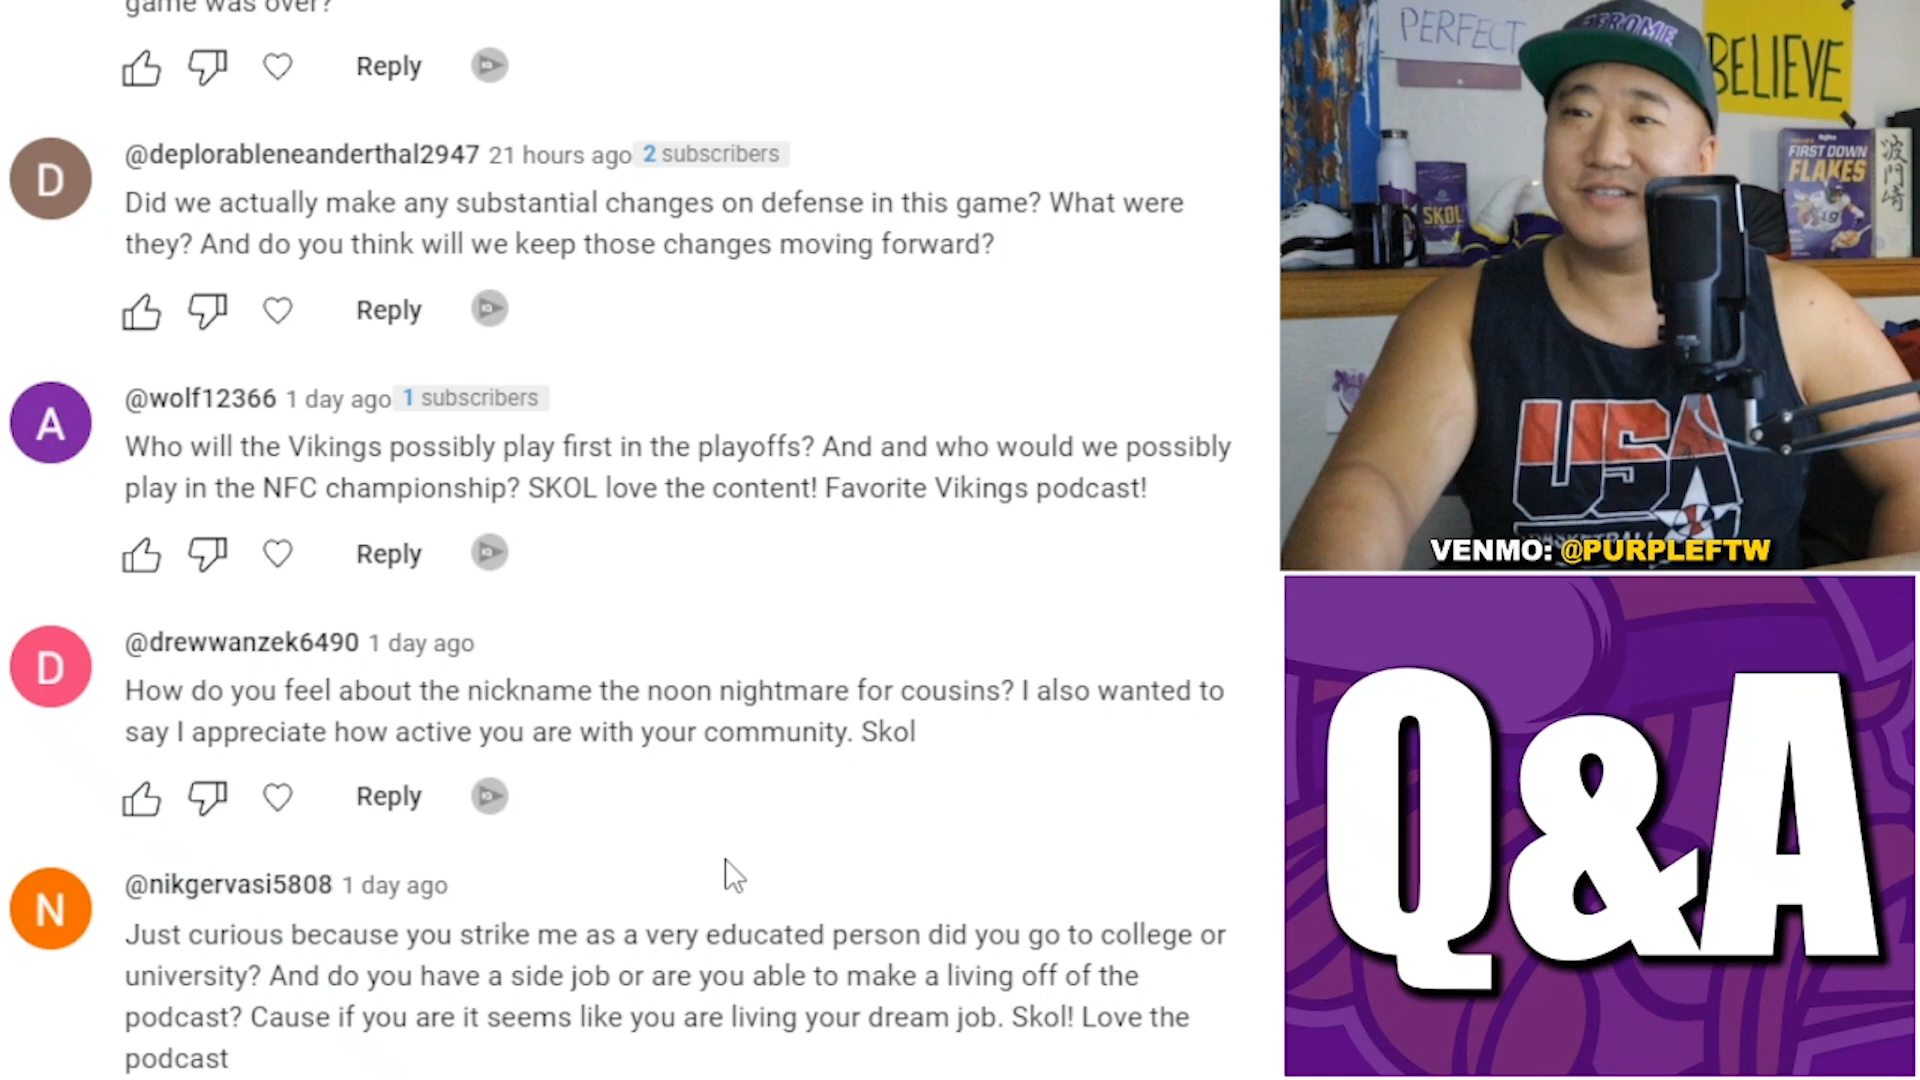 game was over?
Reply
@deplorableneanderthal2947 21 hours ago 2 subscribers
Did we actually make any substantial changes on defense in this game? What were
they? And do you think will we keep those changes moving forward?
Reply
A
@wolf12366 1 day ago 1 subscribers
Who will the Vikings possibly play first in the playoffs? And and who would we possibly
play in the NFC championship? SKOL love the content! Favorite Vikings podcast!
Reply
D
@drewwanzek6490 1 day ago
How do you feel about the nickname the noon nightmare for cousins? I also wanted to
say I appreciate how active you are with your community. Skol
Reply
N
@nikgervasi5808 1 day ago
Just curious because you strike me as a very educated person did you go to college or
university? And do you have a side job or are you able to make a living off of the
podcast? Cause if you are it seems like you are living your dream job. Skol! Love the
podcast
D
PERFECT
JEROME
BELIEVE
FIRST DOWN
FLAKES
19
波門崎
SKOL
USA
BASKETBALL
VENMO: @PURPLEFTW
Q&A